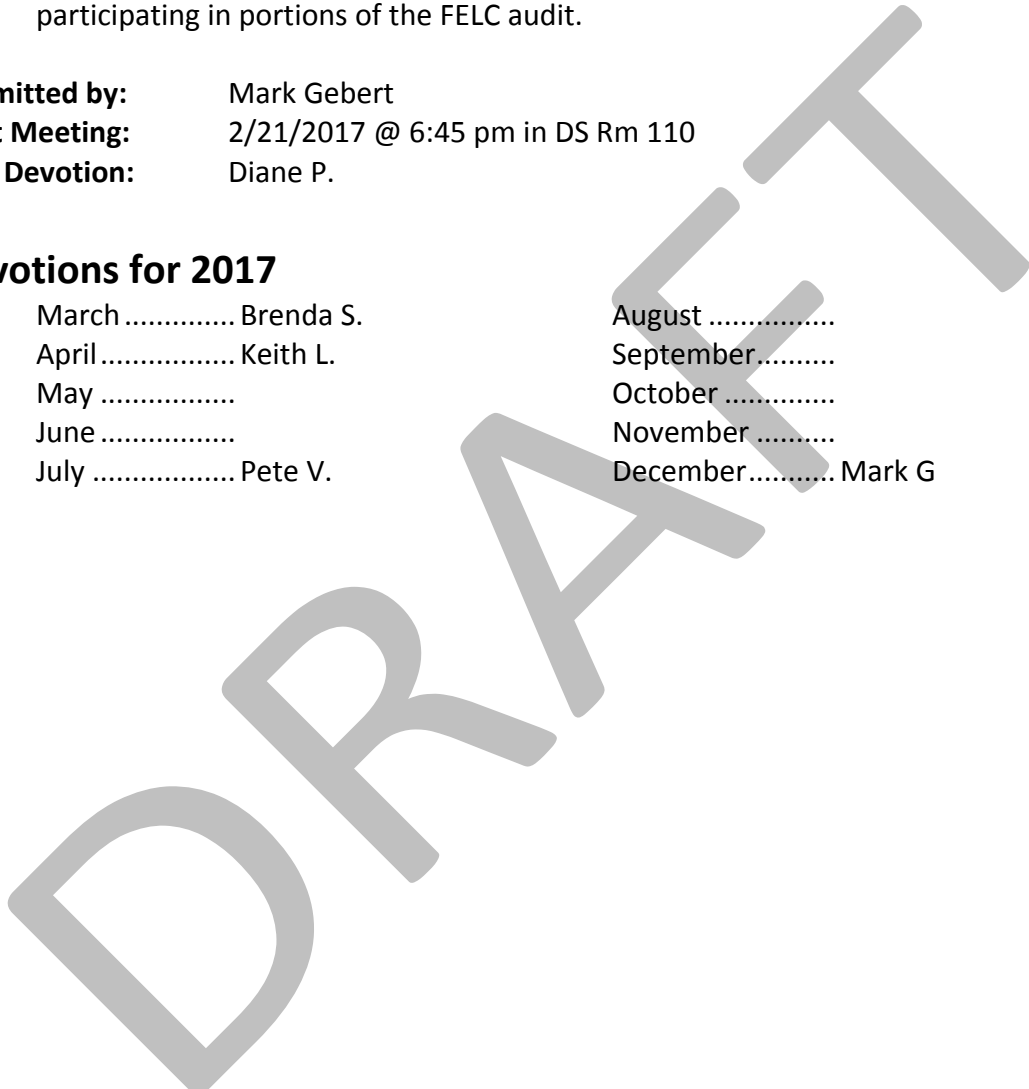 participating in portions of the FELC audit.
mitted by: Mark Gebert
t Meeting: 2/21/2017 @ 6:45 pm in DS Rm 110
Devotion: Diane P.
votions for 2017
March .............. Brenda S.
April ................. Keith L.
May .................
June .................
July .................. Pete V.
August ................
September..........
October ..............
November ..........
December........... Mark G
DRAFT